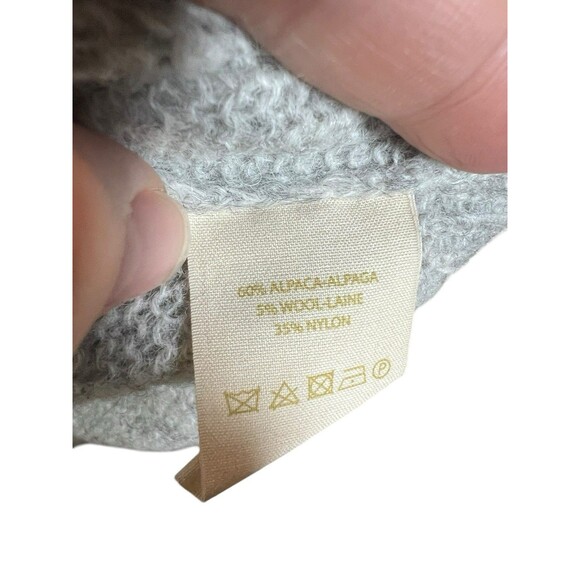 60% ALPACA-ALPAGA
5% WOOL-LAINE
35% NYLON
P